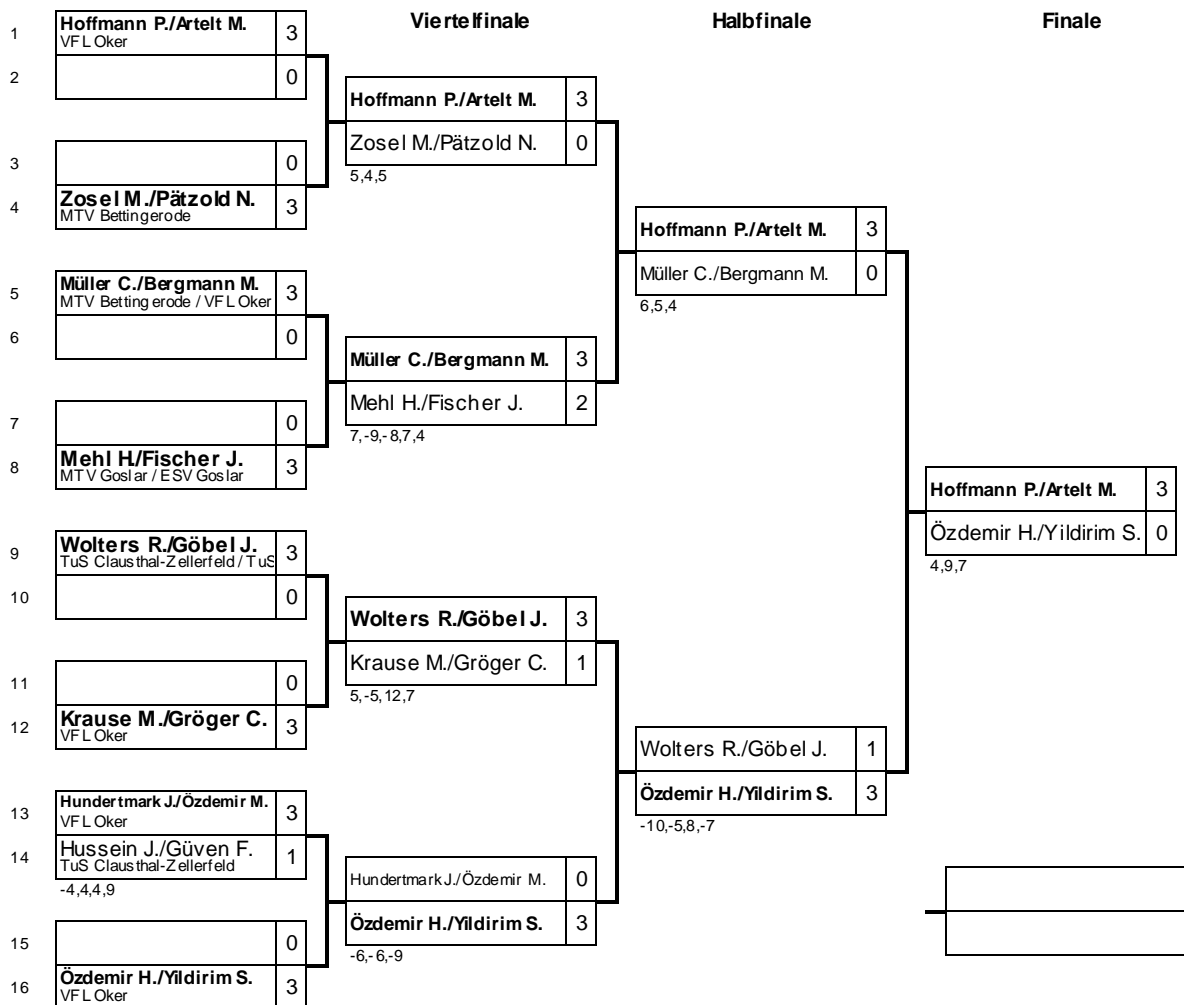 Viertelfinale
Halbfinale
Finale
1 Hoffmann P./Artelt M. 3
VFL Oker
2 0
3 0
4 Zosel M./Pätzold N. 3
MTV Bettingerode
5 Müller C./Bergmann M. 3
MTV Bettingerode / VFL Oker
6 0
7 0
8 Mehl H./Fischer J. 3
MTV Goslar / ESV Goslar
9 Wolters R./Göbel J. 3
TuS Clausthal-Zellerfeld / TuS
10 0
11 0
12 Krause M./Gröger C. 3
VFL Oker
13 Hundertmark J./Özdemir M. 3
VFL Oker
14 Hussein J./Güven F. 1
TuS Clausthal-Zellerfeld
-4,4,4,9
15 0
16 Özdemir H./Yildirim S. 3
VFL Oker
Hoffmann P./Artelt M. 3
Zosel M./Pätzold N. 0
5,4,5
Müller C./Bergmann M. 3
Mehl H./Fischer J. 2
7,-9,-8,7,4
Wolters R./Göbel J. 3
Krause M./Gröger C. 1
5,-5,12,7
Hundertmark J./Özdemir M. 0
Özdemir H./Yildirim S. 3
-6,-6,-9
Hoffmann P./Artelt M. 3
Müller C./Bergmann M. 0
6,5,4
Wolters R./Göbel J. 1
Özdemir H./Yildirim S. 3
-10,-5,8,-7
Hoffmann P./Artelt M. 3
Özdemir H./Yildirim S. 0
4,9,7